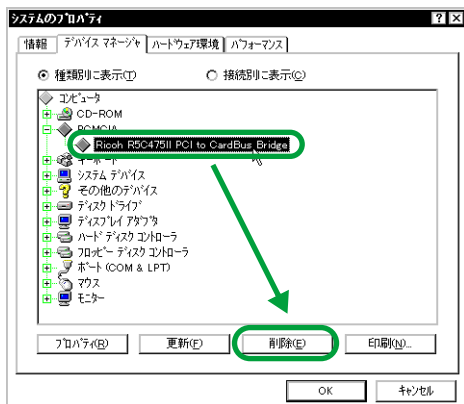 システムのプロパティ
情報 デバイス マネージャ ハードウェア環境 パフォーマンス
種類別に表示(T) 接続別に表示(C)
コンピュータ
CD-ROM
PCMCIA
Ricoh R5C475II PCI to CardBus Bridge
キーボード
システム デバイス
その他のデバイス
ディスク ドライブ
ディスプレイ アダプタ
ハード ディスク コントローラ
フロッピー ディスク コントローラ
ポート (COM & LPT)
マウス
モニター
プロパティ(R) 更新(F) 削除(E) 印刷(N)...
OK キャンセル